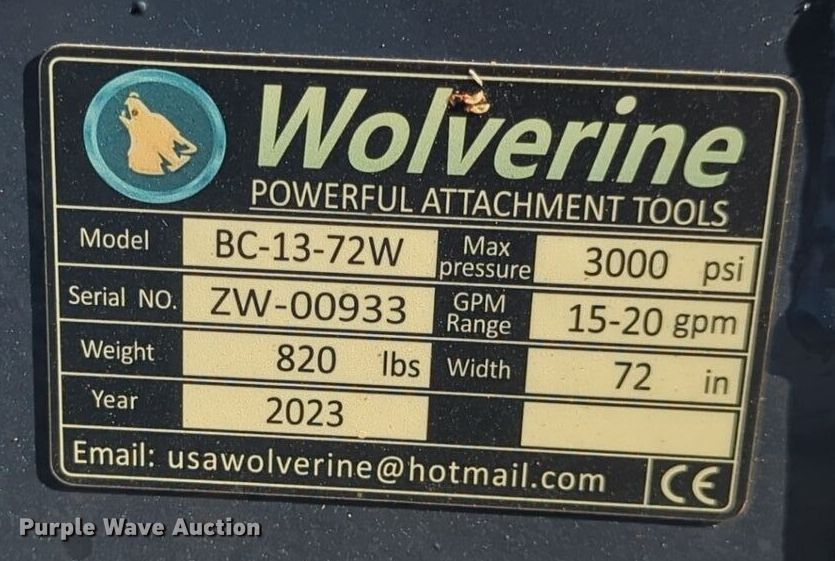 Wolverine
POWERFUL ATTACHMENT TOOLS
Model BC-13-72W Max pressure 3000 psi
Serial NO. ZW-00933 GPM Range 15-20 gpm
Weight 820 lbs Width 72 in
Year 2023
Email: usawolverine@hotmail.com CE
Purple Wave Auction